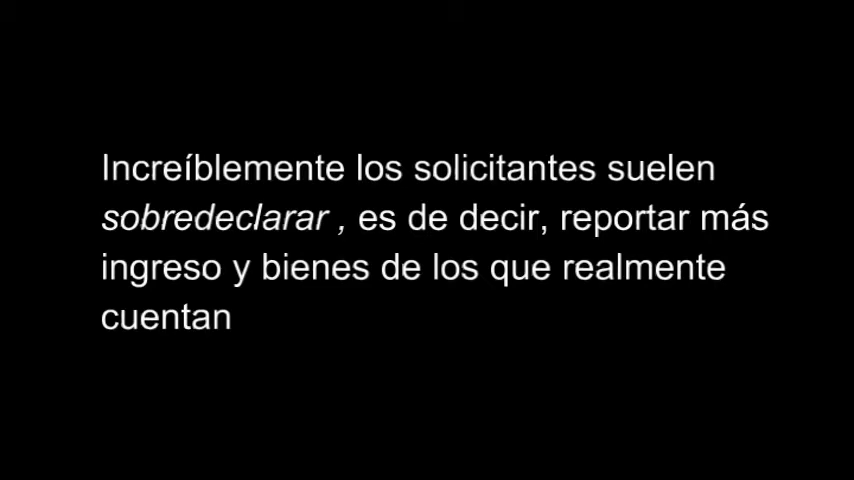 Increíblemente los solicitantes suelen
sobredeclarar , es de decir, reportar más
ingreso y bienes de los que realmente
cuentan